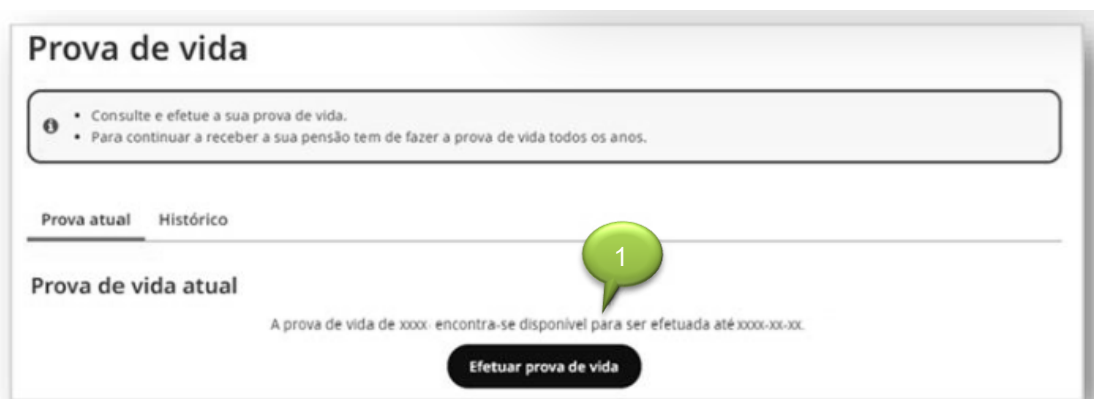 Prova de vida
• Consulte e efetue a sua prova de vida.
• Para continuar a receber a sua pensão tem de fazer a prova de vida todos os anos.
Prova atual Histórico
1
Prova de vida atual
A prova de vida de xxxx encontra-se disponível para ser efetuada até xxxx-xx-xx.
Efetuar prova de vida